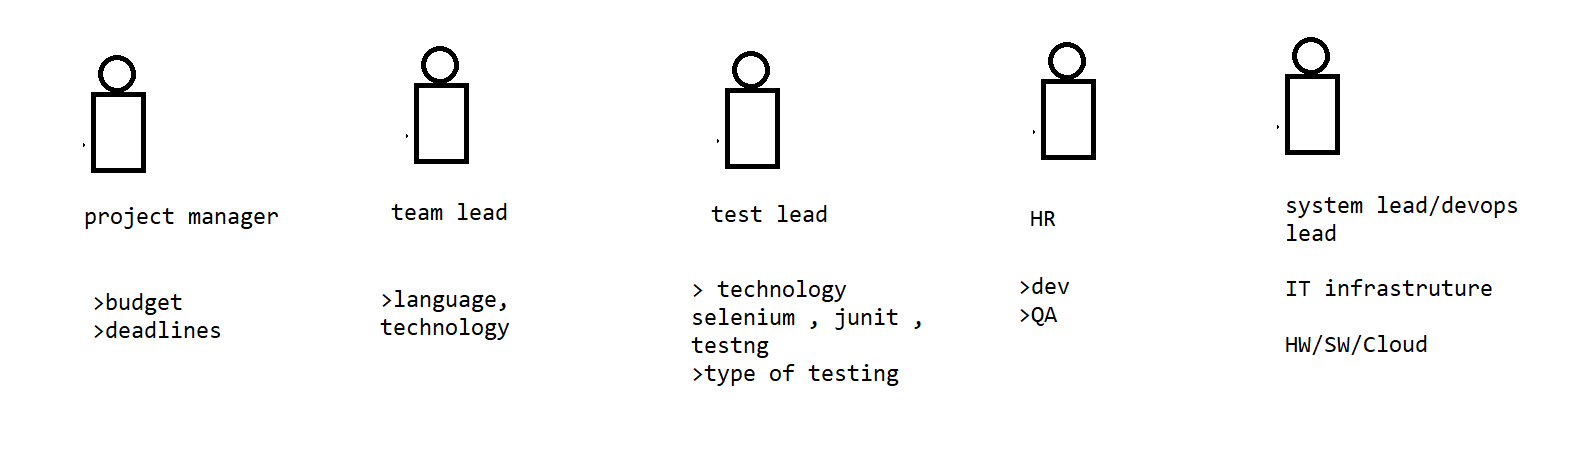 project manager
>budget
>deadlines
team lead
>language,
technology
test lead
> technology
selenium , junit ,
testng
>type of testing
HR
>dev
>QA
system lead/devops
lead
IT infrastruture
HW/SW/Cloud